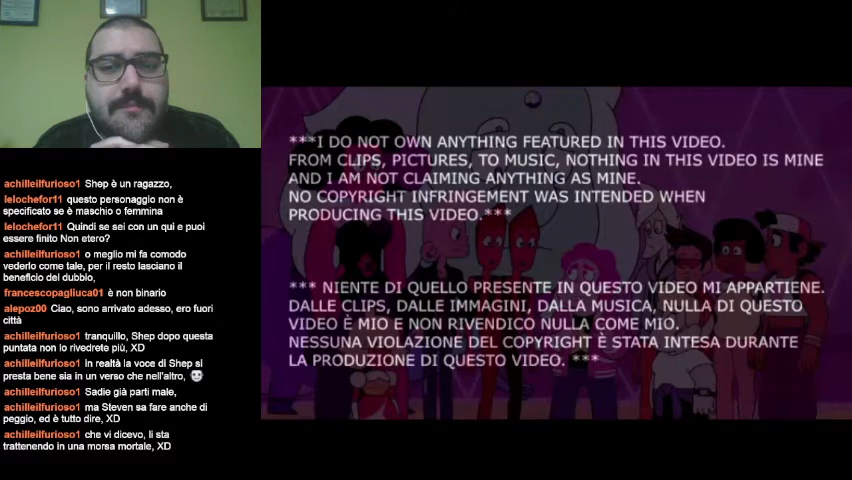 achilleilfurioso1 Shep è un ragazzo,
lelochefor11 questo personaggio non è
specificato se è maschio o femmina
lelochefor11 Quindi se sei con un qui e puoi
essere finito Non etero?
achilleilfurioso1 o meglio mi fa comodo
vederlo come tale, per il resto lasciano il
beneficio del dubbio,
francescopagliuca01 è non binario
alepoz00 Ciao, sono arrivato adesso, ero fuori
città
achilleilfurioso1 tranquillo, Shep dopo questa
puntata non lo rivedrete più, XD
achilleilfurioso1 in realtà la voce di Shep si
presta bene sia in un verso che nell'altro,
achilleilfurioso1 Sadie già parti male,
achilleilfurioso1 ma Steven sa fare anche di
peggio, ed è tutto dire, XD
achilleilfurioso1 che vi dicevo, li sta
trattenendo in una morsa mortale, XD
***I DO NOT OWN ANYTHING FEATURED IN THIS VIDEO.
FROM CLIPS, PICTURES, TO MUSIC, NOTHING IN THIS VIDEO IS MINE
AND I AM NOT CLAIMING ANYTHING AS MINE.
NO COPYRIGHT INFRINGEMENT WAS INTENDED WHEN
PRODUCING THIS VIDEO.***
*** NIENTE DI QUELLO PRESENTE IN QUESTO VIDEO MI APPARTIENE.
DALLE CLIPS, DALLE IMMAGINI, DALLA MUSICA, NULLA DI QUESTO
VIDEO È MIO E NON RIVENDICO NULLA COME MIO.
NESSUNA VIOLAZIONE DEL COPYRIGHT È STATA INTESA DURANTE
LA PRODUZIONE DI QUESTO VIDEO. ***